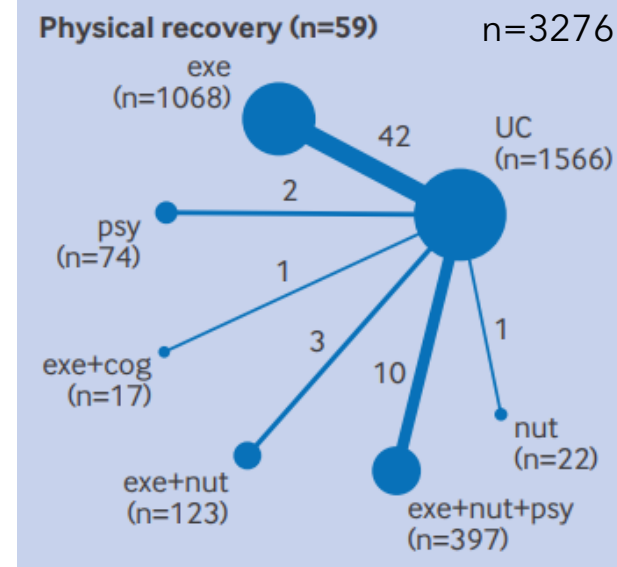 Physical recovery (n=59)
n=3276
exe
(n=1068)
42
UC
(n=1566)
2
psy
(n=74)
1
3
1
exe+cog
(n=17)
10
nut
(n=22)
exe+nut
(n=123)
exe+nut+psy
(n=397)